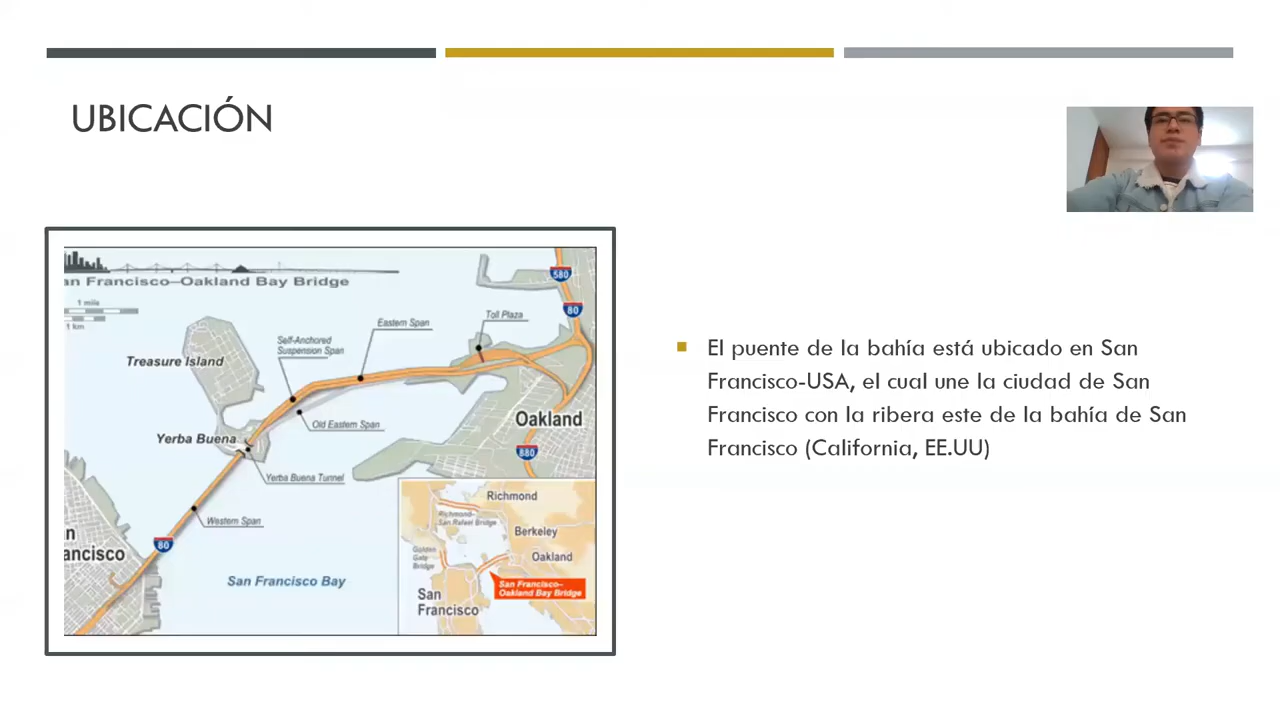 UBICACIÓN
an Francisco–Oakland Bay Bridge
1 mile
1 km
580
80
Toll Plaza
Eastern Span
Self-Anchored
Suspension Span
Treasure Island
Old Eastern Span
Oakland
Yerba Buena
880
Yerba Buena Tunnel
Western Span
n
ancisco
80
San Francisco Bay
Richmond
Richmond–
San Rafael Bridge
Berkeley
Golden
Gate
Bridge
Oakland
San
Francisco
San Francisco–
Oakland Bay Bridge
El puente de la bahía está ubicado en San
Francisco-USA, el cual une la ciudad de San
Francisco con la ribera este de la bahía de San
Francisco (California, EE.UU)